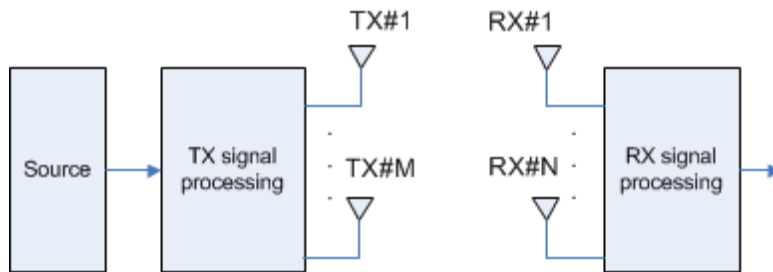 TX#1
RX#1
Source
TX signal
processing
TX#M
RX#N
RX signal
processing